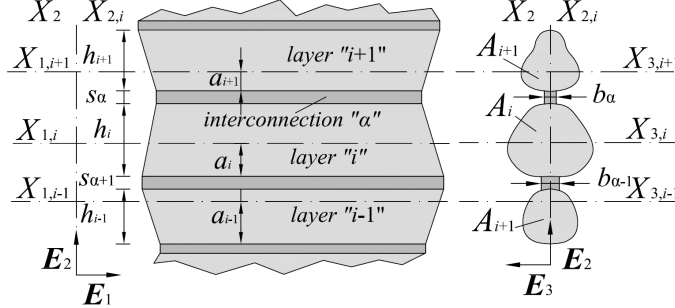 X₂ X₂,ᵢ
hᵢ₊₁
X₁,ᵢ₊₁
sα
hᵢ
X₁,ᵢ
sα+1
X₁,ᵢ₋₁
hᵢ₋₁
E₂
E₁
layer "i+1"
aᵢ₊₁
interconnection "α"
aᵢ
layer "i"
aᵢ₋₁
layer "i-1"
X₂ X₂,ᵢ
Aᵢ₊₁
X₃,ᵢ₊₁
bα
Aᵢ
X₃,ᵢ
bα-1
X₃,ᵢ₋₁
Aᵢ₊₁
E₂
E₃